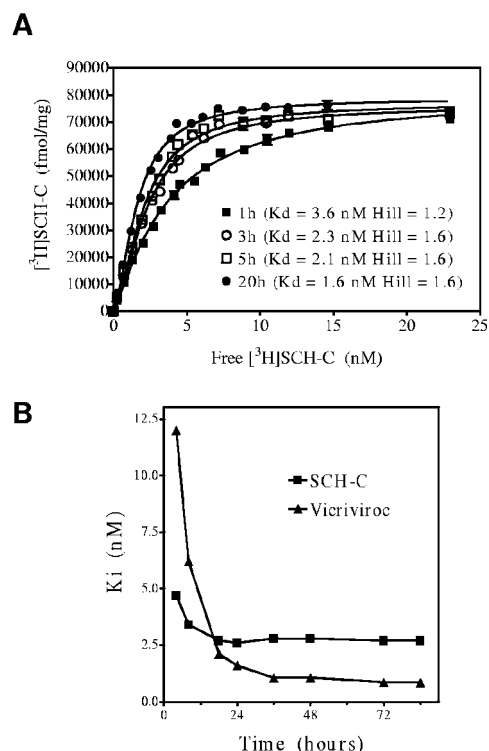 A
[³H]SCH-C (fmol/mg)
90000
80000
70000
60000
50000
40000
30000
20000
10000
0
1h (Kd = 3.6 nM Hill = 1.2)
3h (Kd = 2.3 nM Hill = 1.6)
5h (Kd = 2.1 nM Hill = 1.6)
20h (Kd = 1.6 nM Hill = 1.6)
0 5 10 15 20 25
Free [³H]SCH-C (nM)
B
Ki (nM)
12.5
10.0
7.5
5.0
2.5
0.0
SCH-C
Vicriviroc
0 24 48 72
Time (hours)